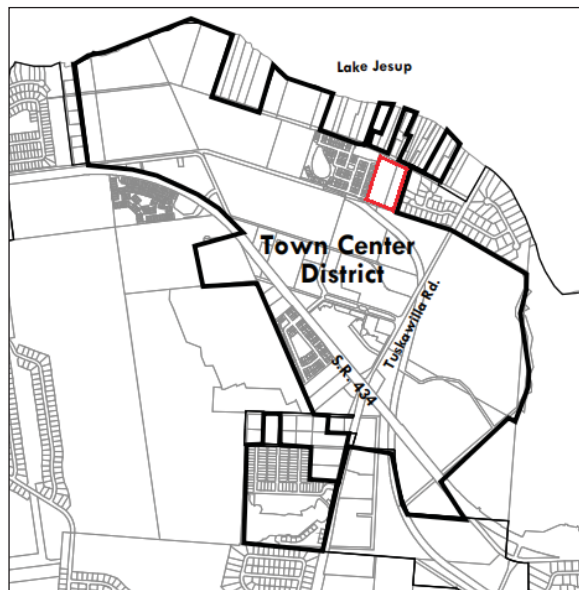 Lake Jesup
Town Center
District
Tuskawilla Rd.
S.R. 434